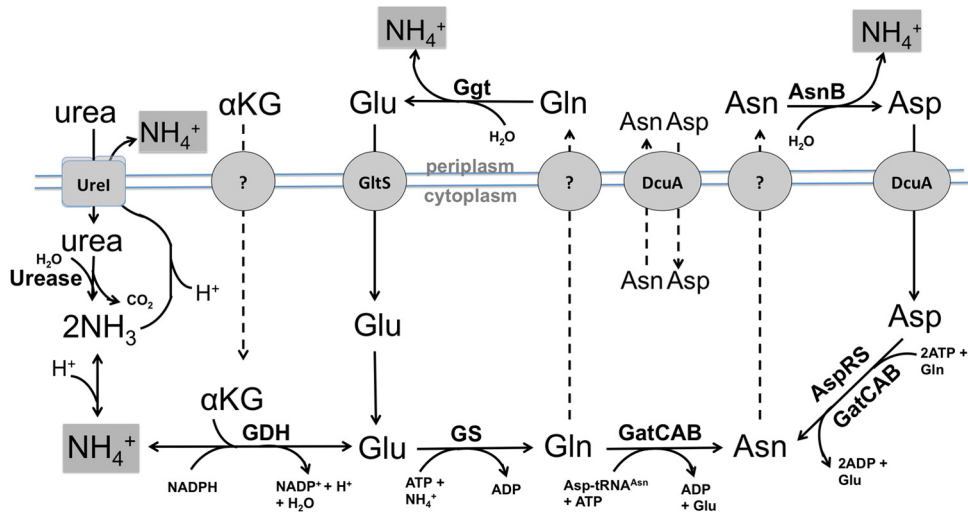 NH₄⁺
NH₄⁺
urea
NH₄⁺
αKG
Glu
Ggt
Gln
H₂O
Asn Asp
Asn
AsnB
Asp
H₂O
UreI
?
GltS
periplasm
cytoplasm
?
DcuA
?
DcuA
urea
H₂O
Urease
CO₂
2NH₃
H⁺
Asn Asp
Glu
Asp
H⁺
AspRS
GatCAB
2ATP +
Gln
αKG
NH₄⁺
GDH
Glu
GS
Gln
GatCAB
Asn
2ADP +
Glu
NADPH
NADP⁺ + H⁺
+ H₂O
ATP +
NH₄⁺
ADP
Asp-tRNAᴬˢⁿ
+ ATP
ADP
+ Glu